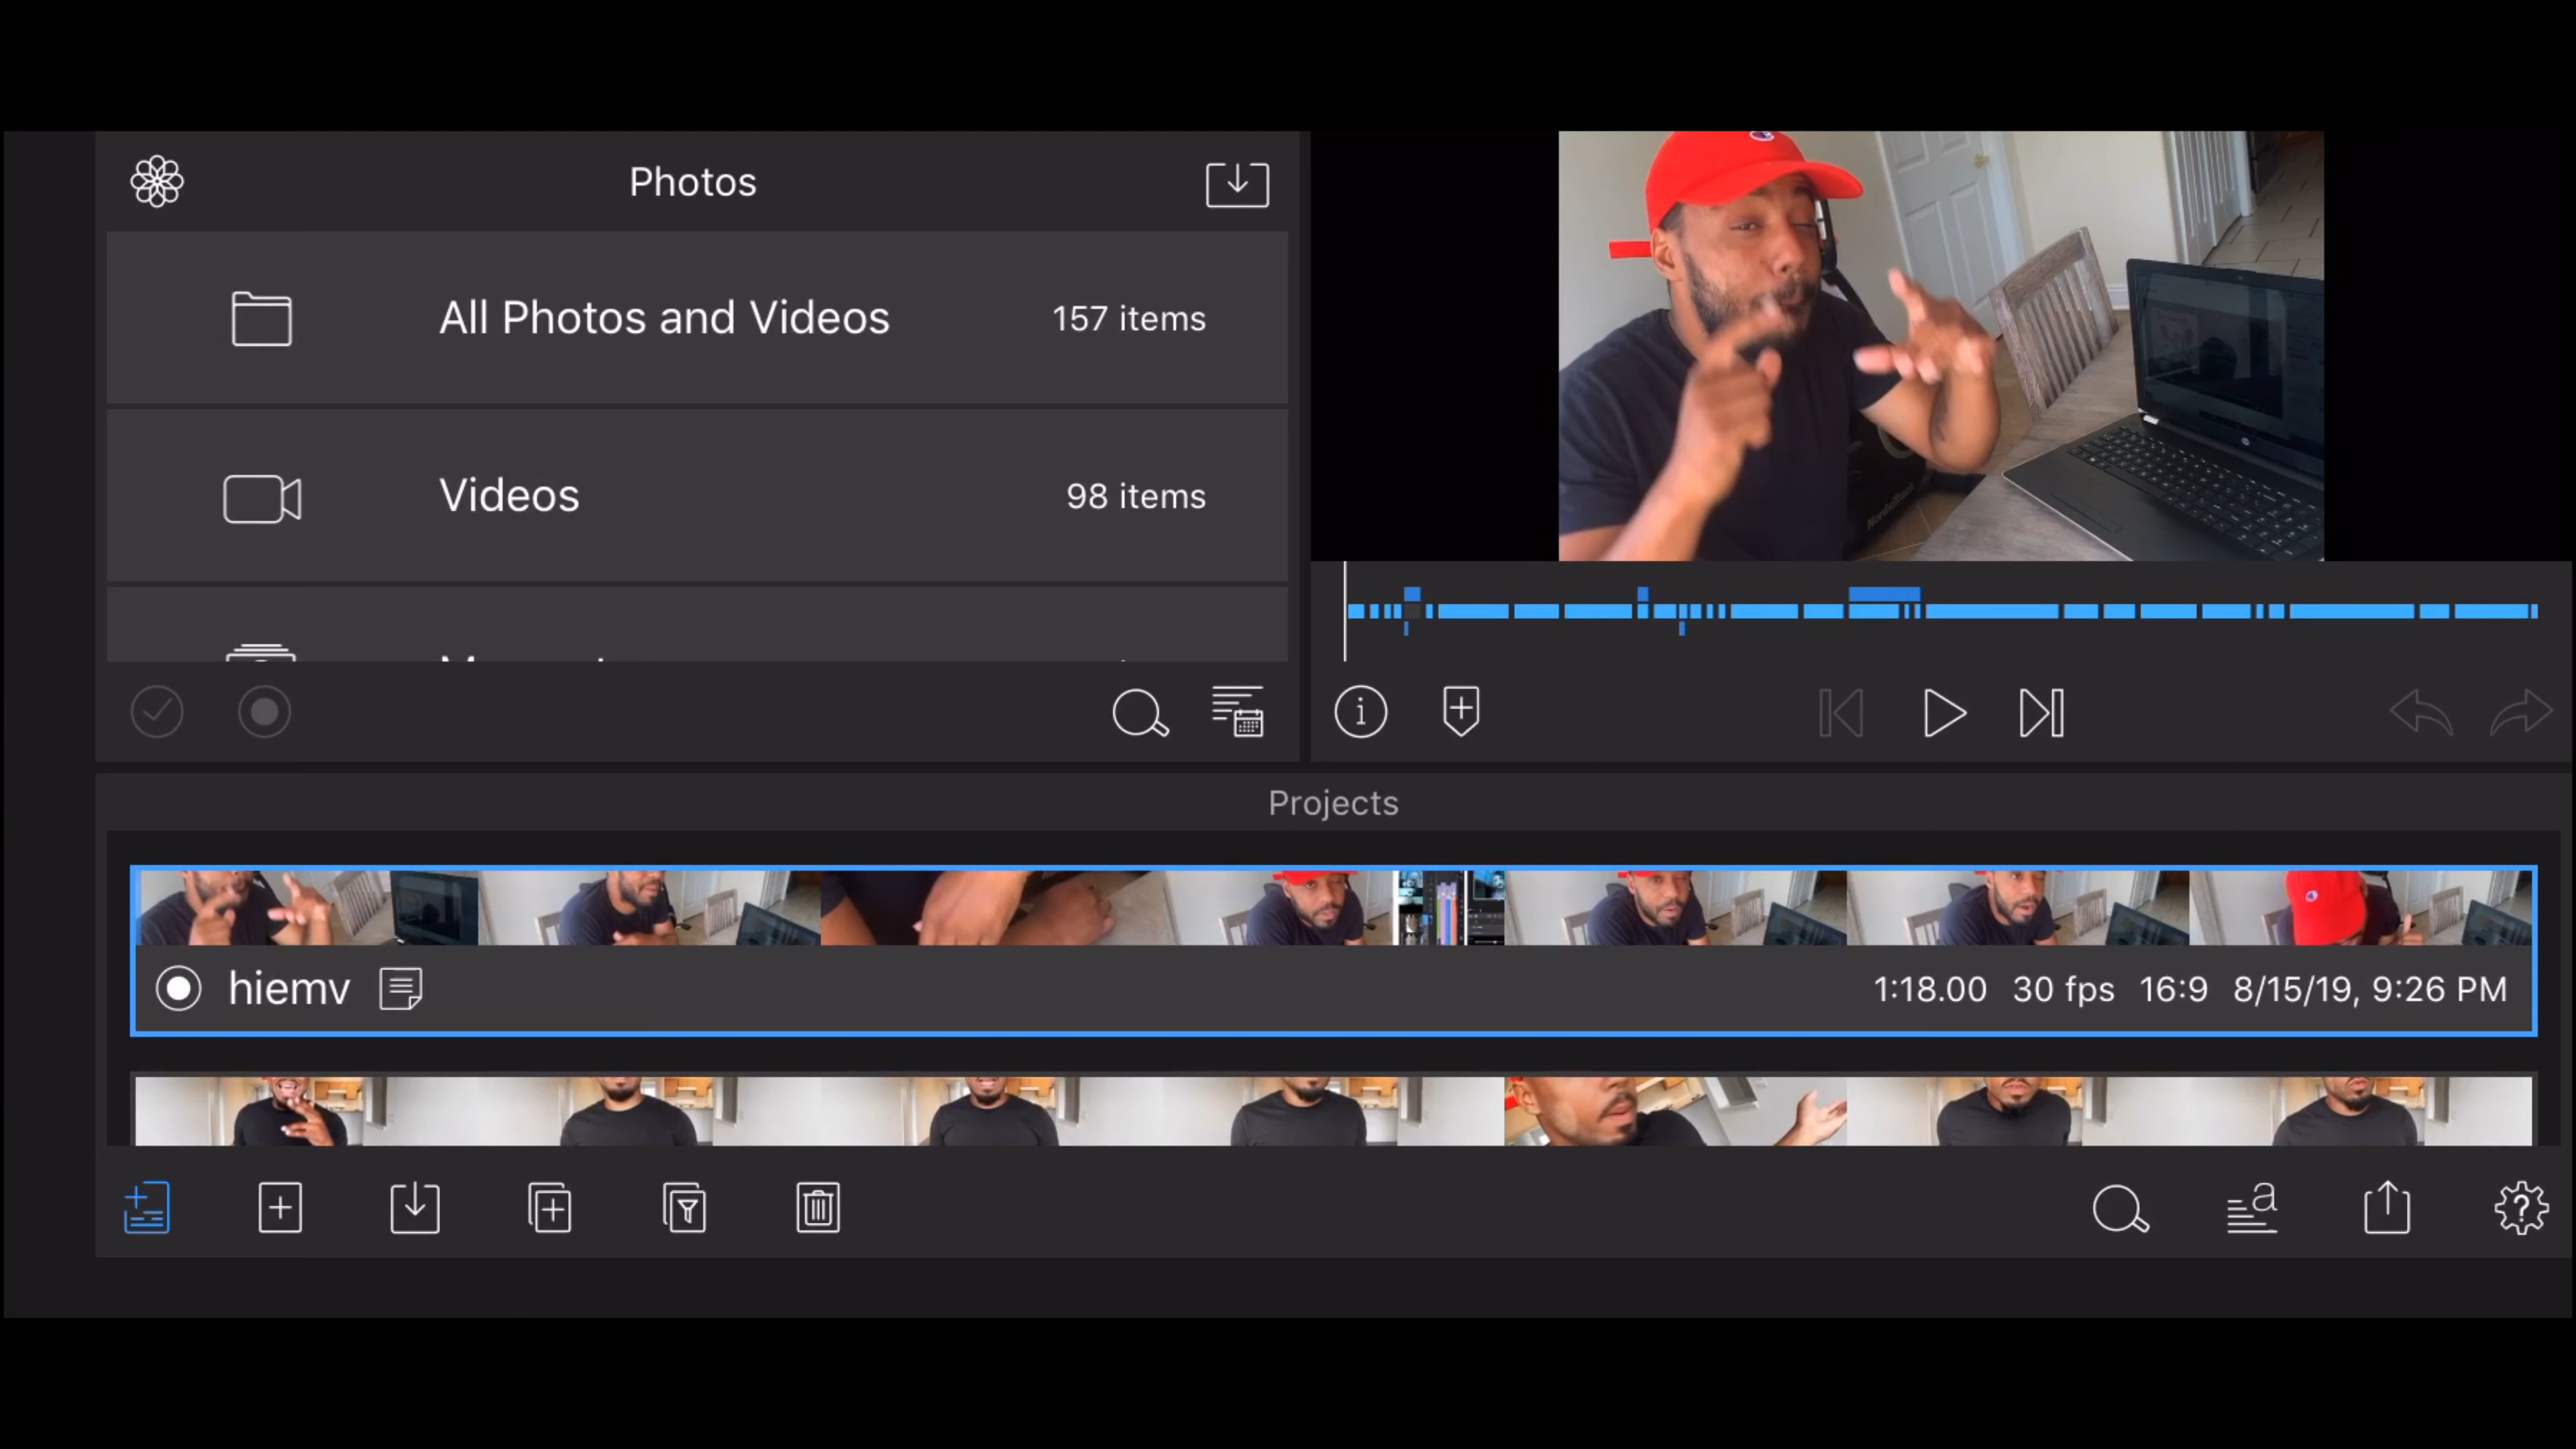 Photos
All Photos and Videos 157 items
Videos 98 items
NordicTrack
Projects
hiemv 1:18.00 30 fps 16:9 8/15/19, 9:26 PM